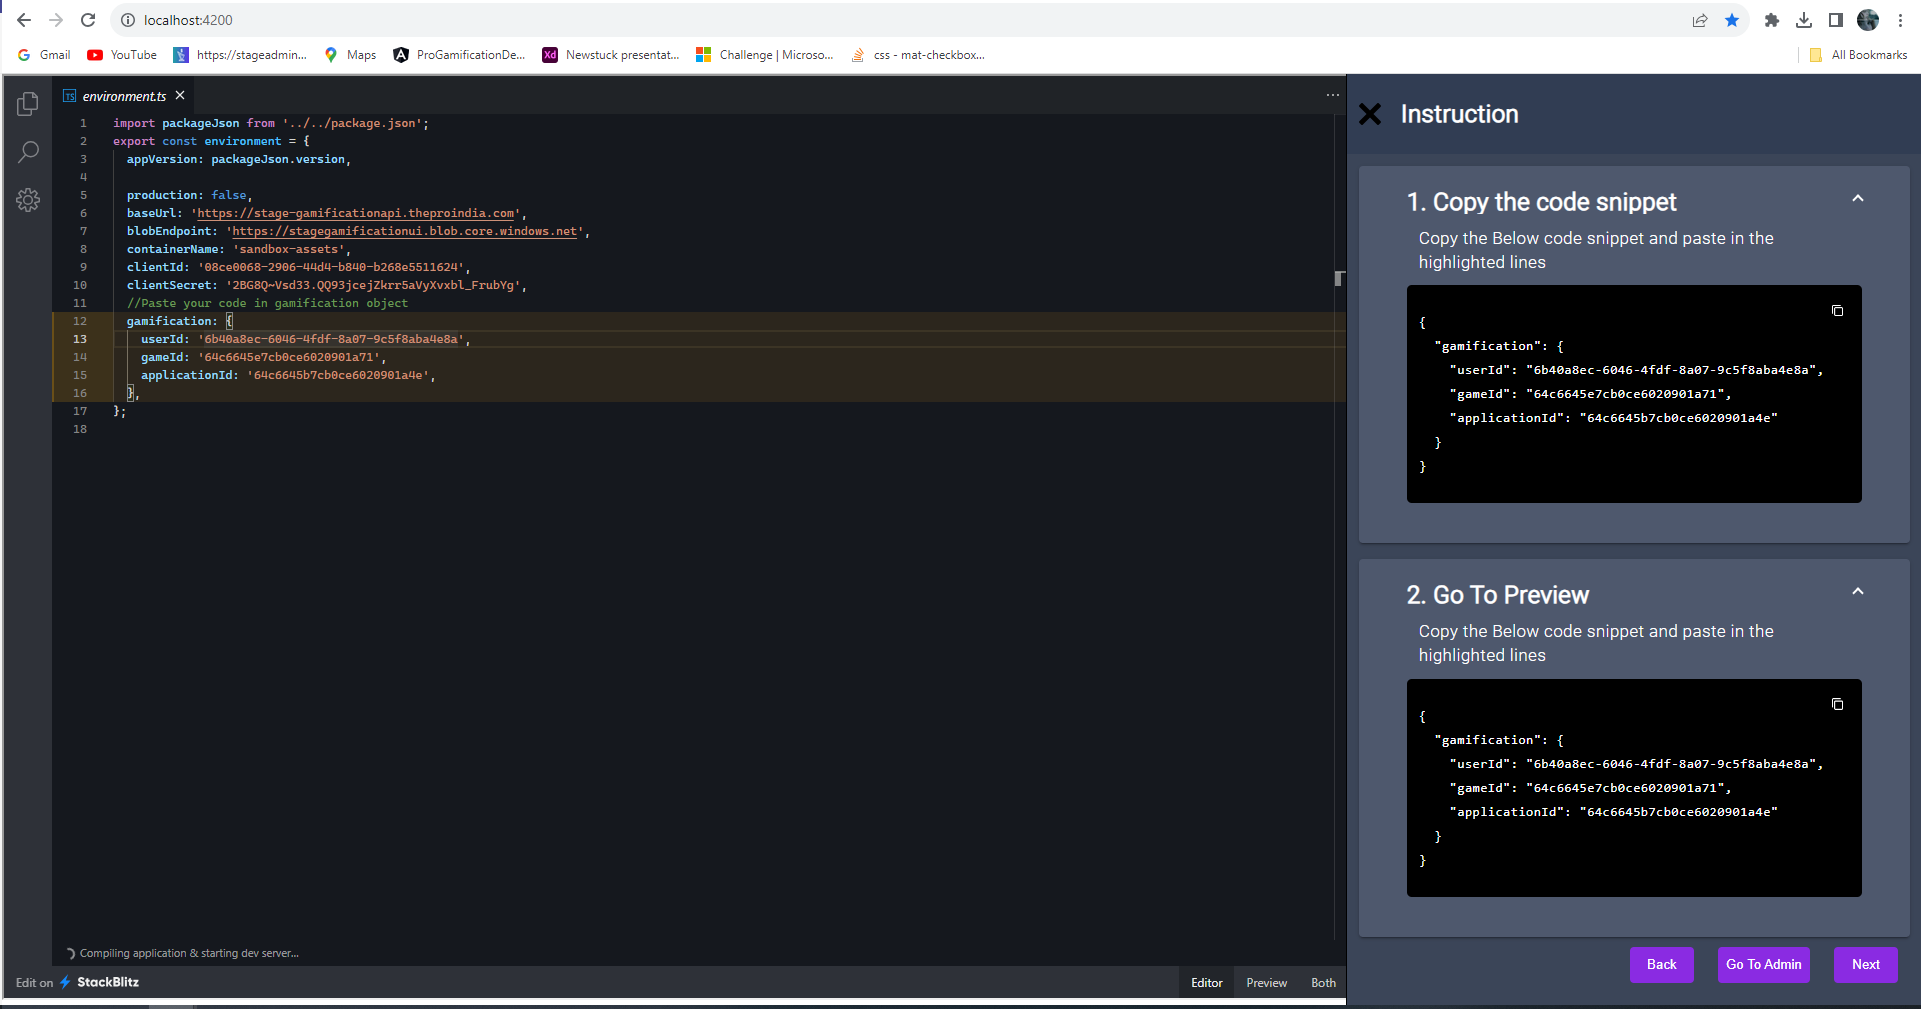 localhost:4200
Gmail YouTube https://stageadmin... Maps ProGamificationDe... Newstuck presentat... Challenge | Microso... css - mat-checkbox... All Bookmarks
TS environment.ts
1 import packageJson from '../../package.json';
2 export const environment = {
3 appVersion: packageJson.version,
4
5 production: false,
6 baseUrl: 'https://stage-gamificationapi.theproindia.com',
7 blobEndpoint: 'https://stagegamificationui.blob.core.windows.net',
8 containerName: 'sandbox-assets',
9 clientId: '08ce0068-2906-44d4-b840-b268e5511624',
10 clientSecret: '2BG8Q~Vsd33.QQ93jcejZkrr5aVyXvxbl_FrubYg',
11 //Paste your code in gamification object
12 gamification: {
13 userId: '6b40a8ec-6046-4fdf-8a07-9c5f8aba4e8a',
14 gameId: '64c6645e7cb0ce6020901a71',
15 applicationId: '64c6645b7cb0ce6020901a4e',
16 },
17 };
18
Compiling application & starting dev server...
Edit on StackBlitz
Editor Preview Both
Instruction
1. Copy the code snippet
Copy the Below code snippet and paste in the
highlighted lines
{
"gamification": {
"userId": "6b40a8ec-6046-4fdf-8a07-9c5f8aba4e8a",
"gameId": "64c6645e7cb0ce6020901a71",
"applicationId": "64c6645b7cb0ce6020901a4e"
}
}
2. Go To Preview
Copy the Below code snippet and paste in the
highlighted lines
{
"gamification": {
"userId": "6b40a8ec-6046-4fdf-8a07-9c5f8aba4e8a",
"gameId": "64c6645e7cb0ce6020901a71",
"applicationId": "64c6645b7cb0ce6020901a4e"
}
}
Back Go To Admin Next